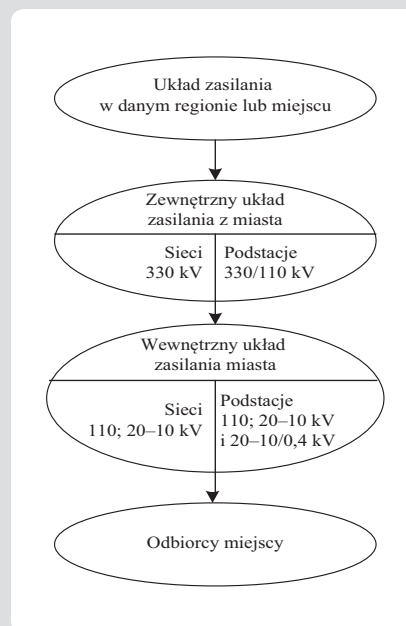 Układ zasilania
w danym regionie lub miejscu
Zewnętrzny układ
zasilania z miasta
Sieci
330 kV
Podstacje
330/110 kV
Wewnętrzny układ
zasilania miasta
Sieci
110; 20–10 kV
Podstacje
110; 20–10 kV
i 20–10/0,4 kV
Odbiorcy miejscy